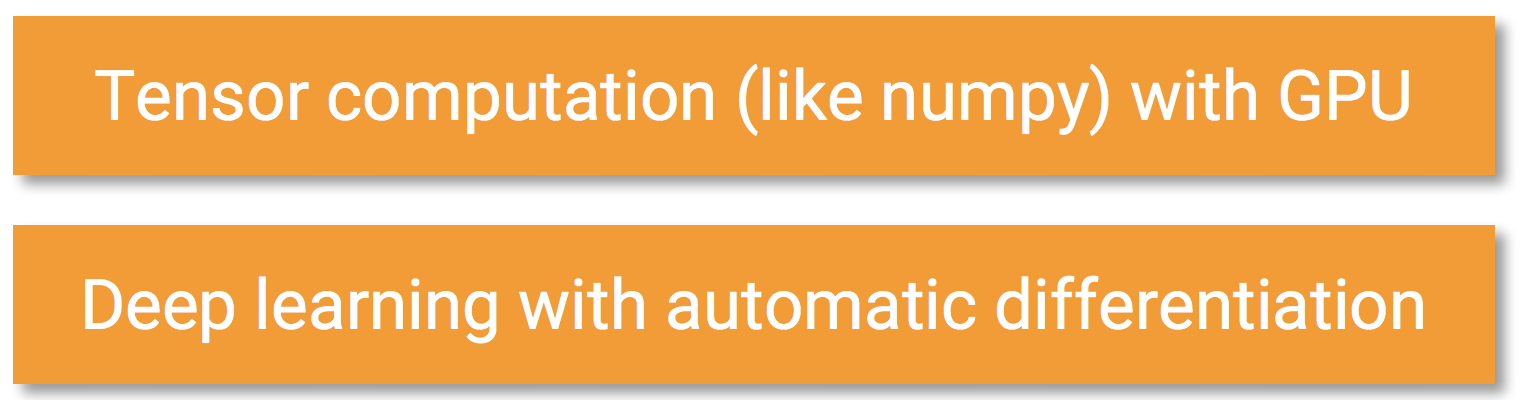 Tensor computation (like numpy) with GPU
Deep learning with automatic differentiation